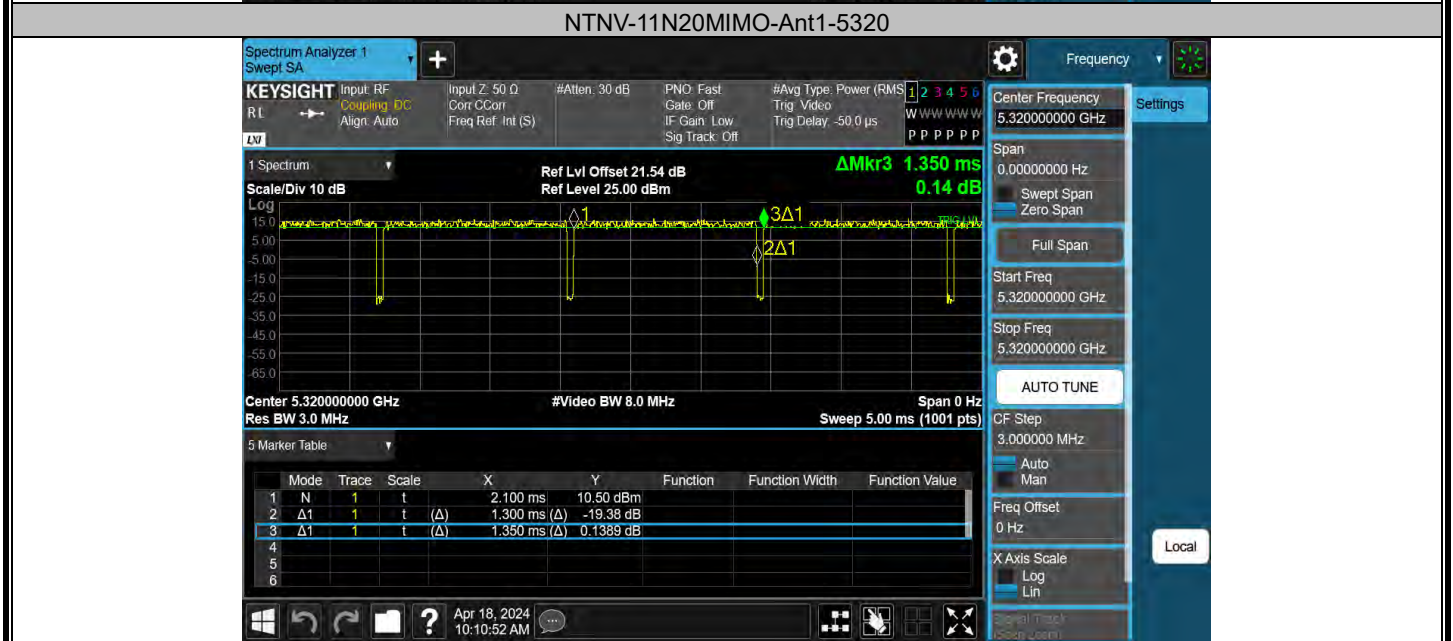 NTNV-11N20MIMO-Ant1-5320
Spectrum Analyzer 1
Swept SA
+
Frequency
KEYSIGHT
RL
LXI
Input: RF
Coupling: DC
Align: Auto
Input Z: 50 Ω
Corr CCorr
Freq Ref: Int (S)
#Atten: 30 dB
PNO: Fast
Gate: Off
IF Gain: Low
Sig Track: Off
#Avg Type: Power (RMS
Trig: Video
Trig Delay: -50.0 µs
1 2 3 4 5 6
W W W W W W
P P P P P P
Center Frequency
5.320000000 GHz
Settings
1 Spectrum
Scale/Div 10 dB
Ref Lvl Offset 21.54 dB
Ref Level 25.00 dBm
ΔMkr3 1.350 ms
0.14 dB
Span
0.00000000 Hz
Swept Span
Zero Span
Log
15.0
5.00
-5.00
-15.0
-25.0
-35.0
-45.0
-55.0
-65.0
1
3Δ1
2Δ1
TRIG LVL
Full Span
Start Freq
5.320000000 GHz
Stop Freq
5.320000000 GHz
AUTO TUNE
Center 5.320000000 GHz
#Video BW 8.0 MHz
Span 0 Hz
Res BW 3.0 MHz
Sweep 5.00 ms (1001 pts)
CF Step
3.000000 MHz
Auto
Man
5 Marker Table
Mode Trace Scale X Y Function Function Width Function Value
1 N 1 t 2.100 ms 10.50 dBm
2 Δ1 1 t (Δ) 1.300 ms (Δ) -19.38 dB
3 Δ1 1 t (Δ) 1.350 ms (Δ) 0.1389 dB
4
5
6
Freq Offset
0 Hz
X Axis Scale
Log
Lin
Local
Signal Track
(Span Zoom)
?
Apr 18, 2024
10:10:52 AM